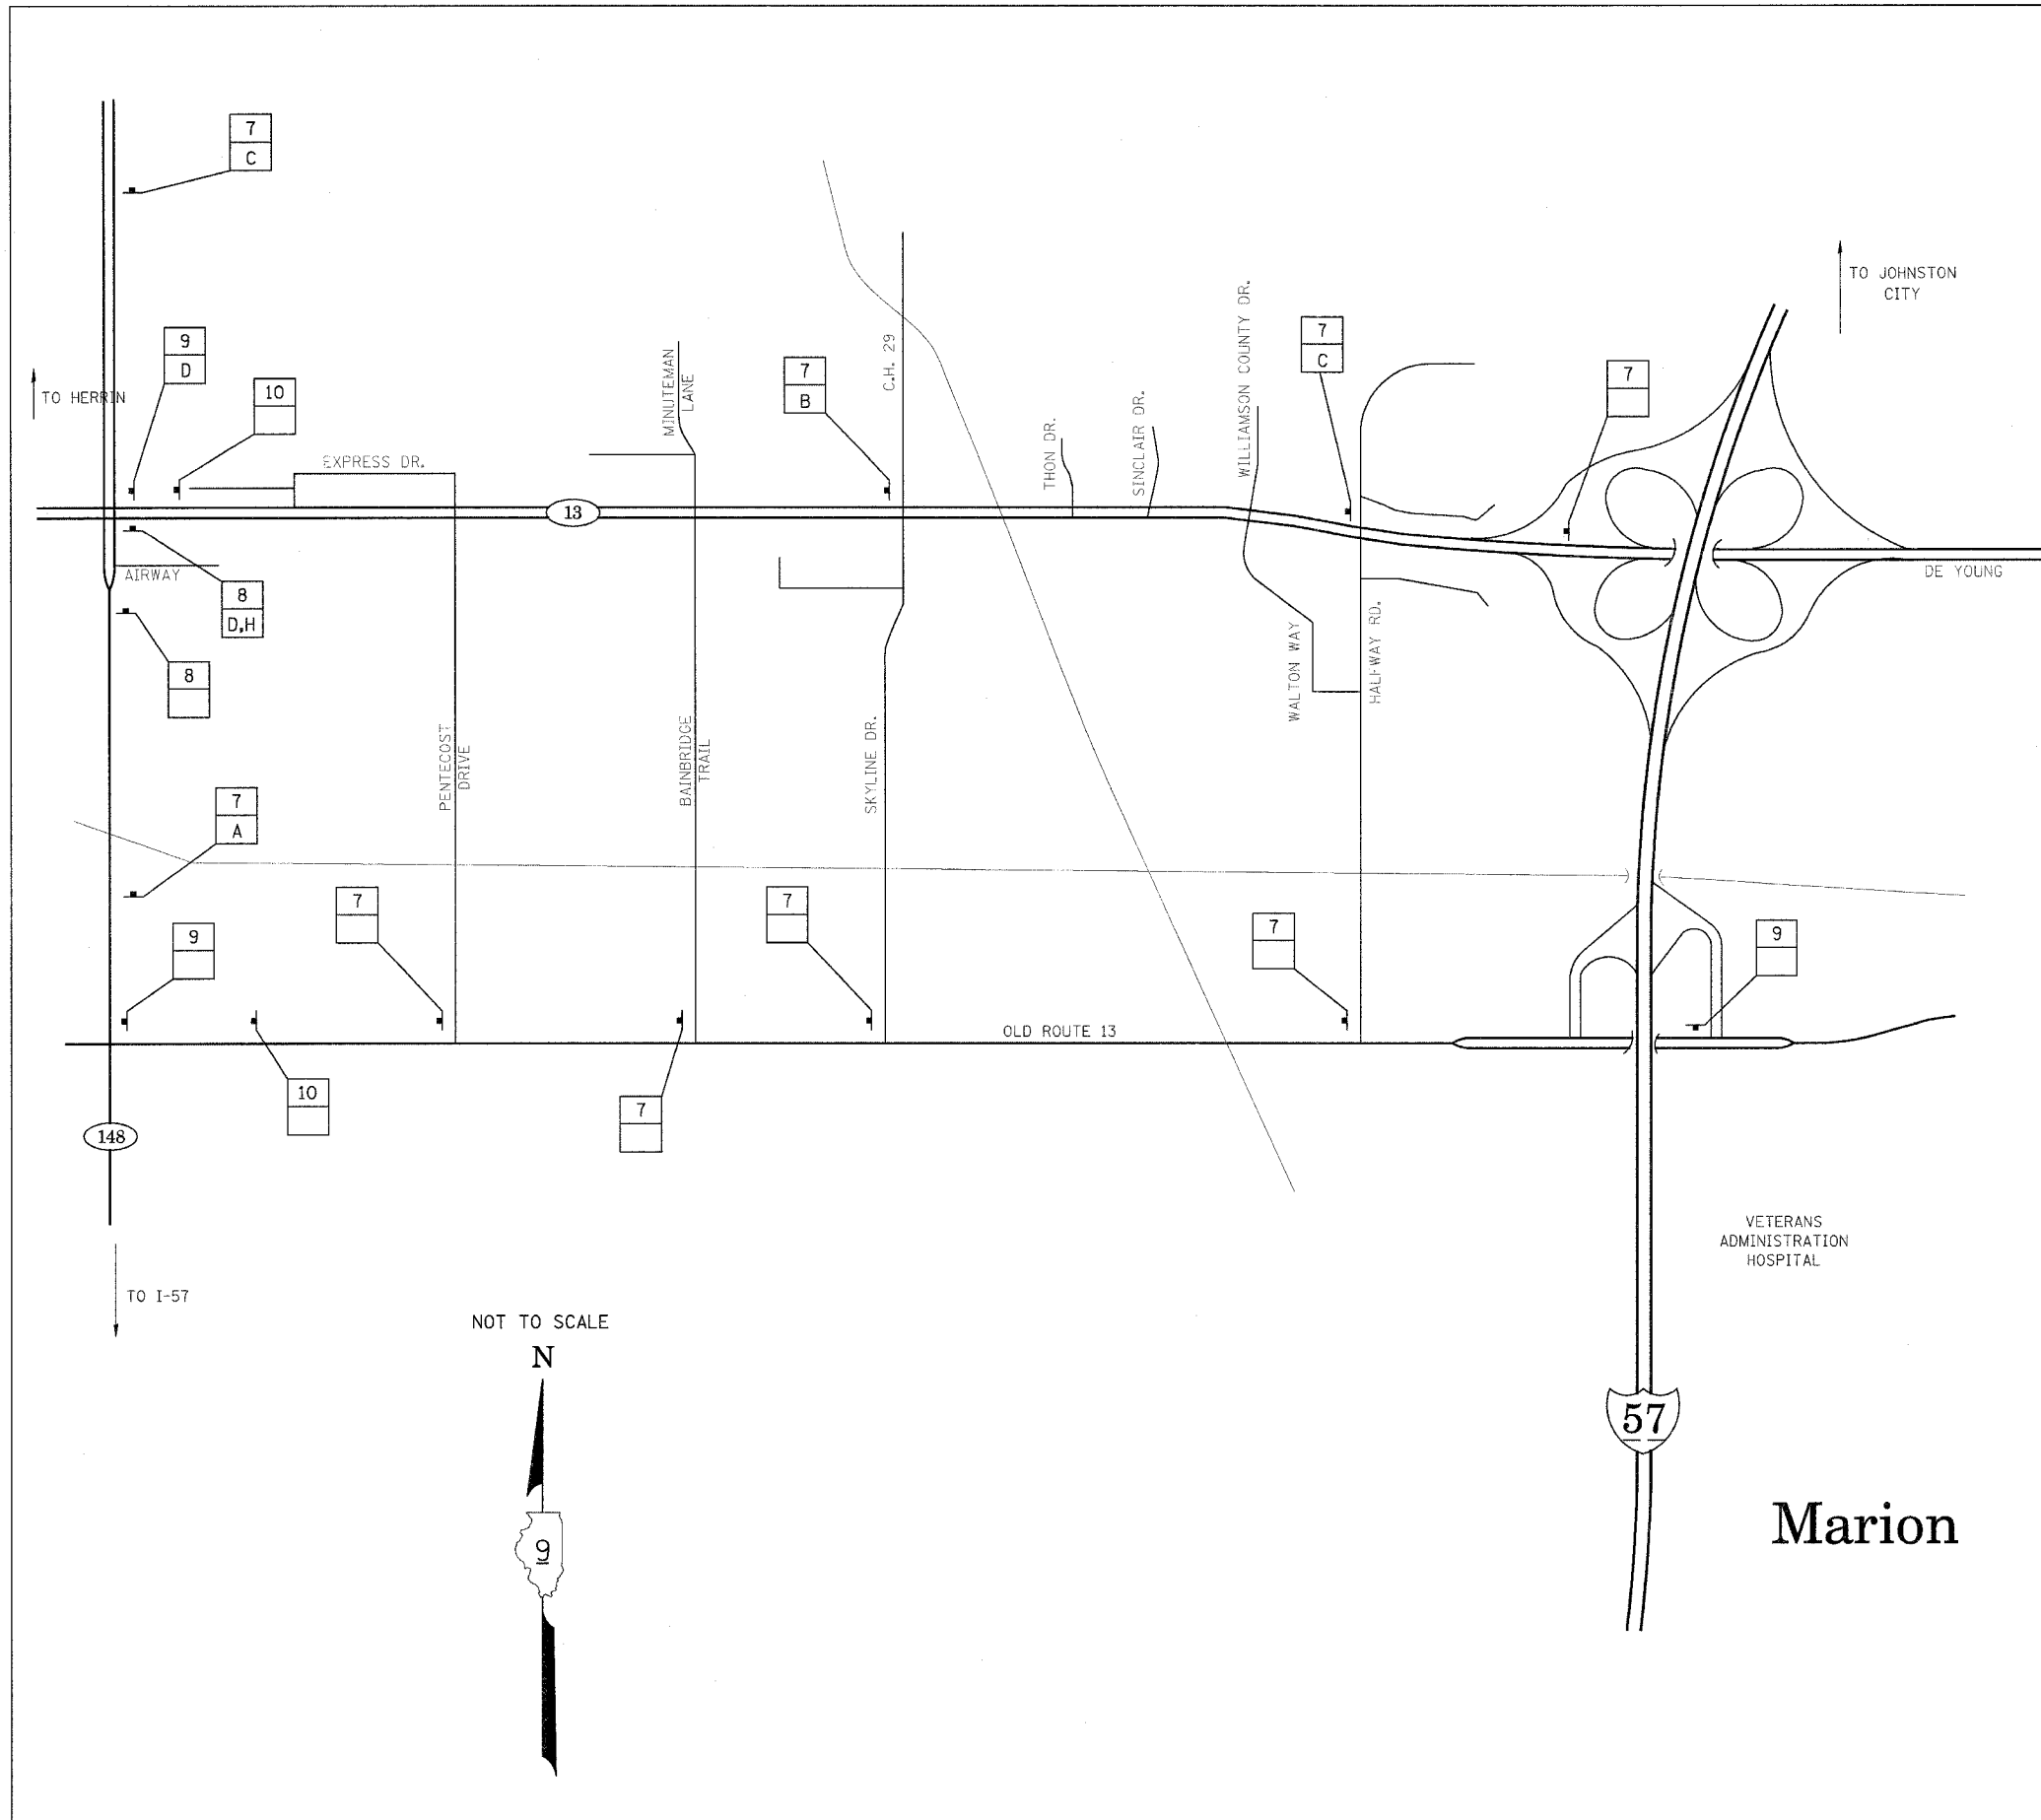 7
C
TO JOHNSTON
CITY
9
D
TO HERRIN
10
EXPRESS DR.
MINUTEMAN
LANE
7
B
C.H. 29
THON DR.
SINCLAIR DR.
WILLIAMSON COUNTY DR.
7
C
7
13
AIRWAY
8
D,H
8
DE YOUNG
WALTON WAY
HALFWAY RD.
PENTECOST
DRIVE
BAINBRIDGE
TRAIL
SKYLINE DR.
7
A
9
7
7
7
9
OLD ROUTE 13
10
7
148
VETERANS
ADMINISTRATION
HOSPITAL
TO I-57
NOT TO SCALE
N
57
9
Marion